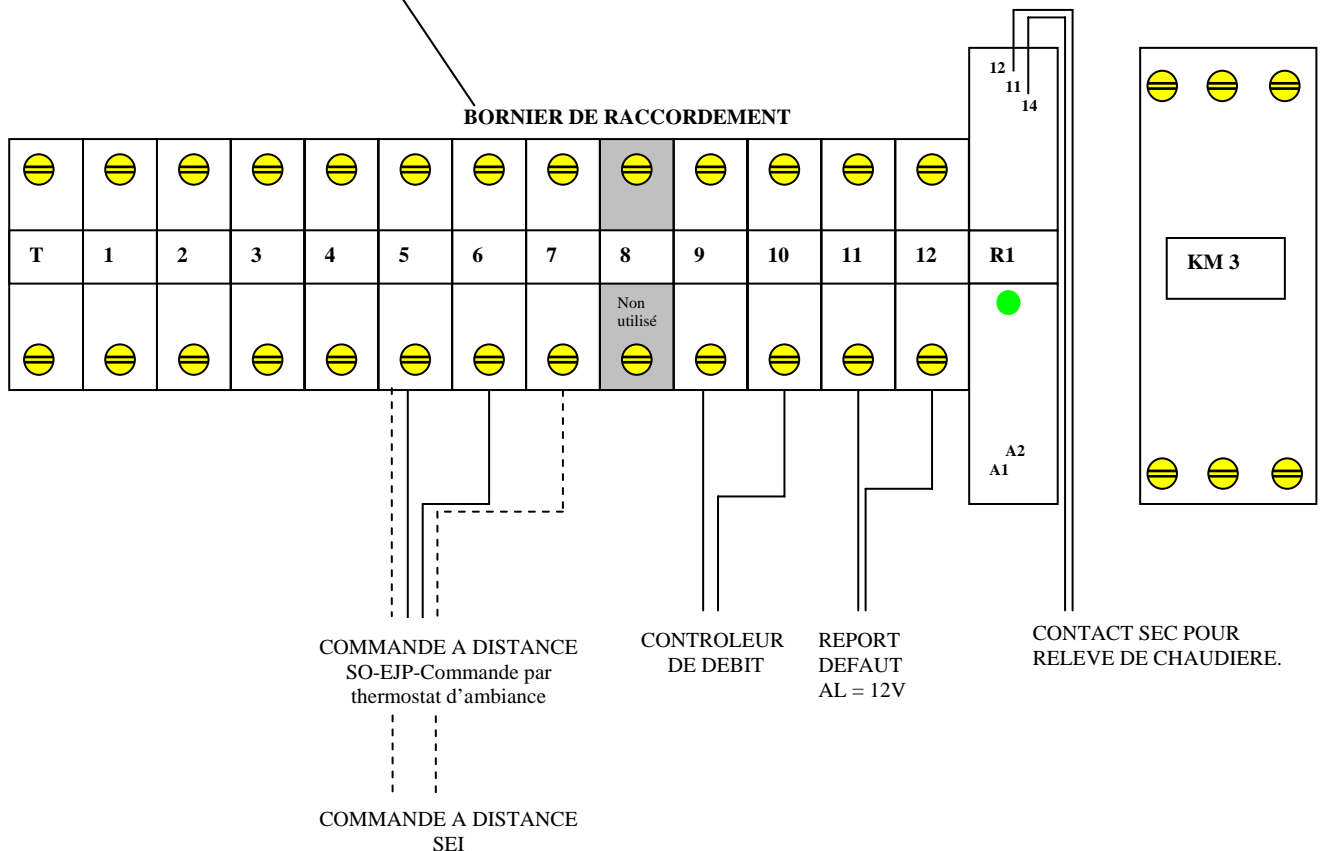 12
11
14
BORNIER DE RACCORDEMENT
T 1 2 3 4 5 6 7 8 9 10 11 12 R1
KM 3
Non
utilisé
A2
A1
COMMANDE A DISTANCE
SO-EJP-Commande par
thermostat d'ambiance
CONTROLEUR
DE DEBIT
REPORT
DEFAUT
AL = 12V
CONTACT SEC POUR
RELEVE DE CHAUDIERE.
COMMANDE A DISTANCE
SEI